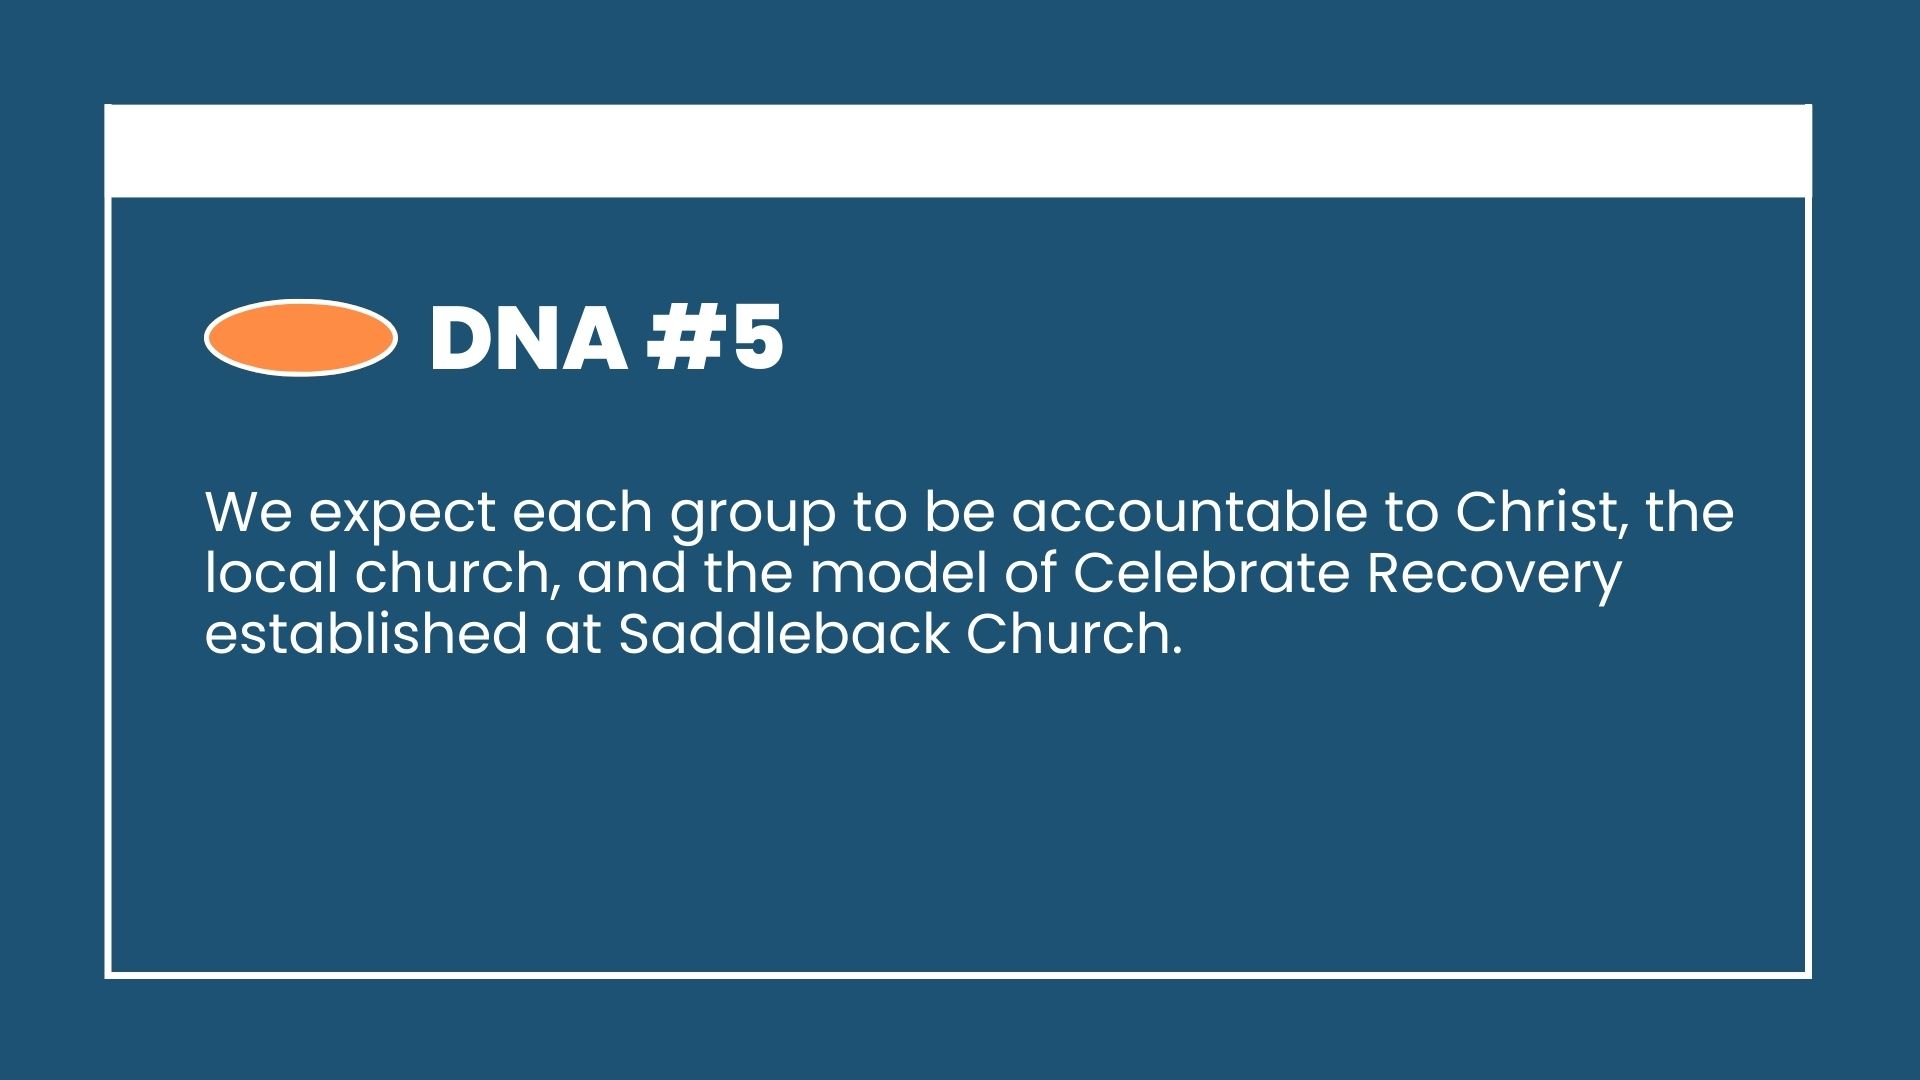 DNA #5
We expect each group to be accountable to Christ, the
local church, and the model of Celebrate Recovery
established at Saddleback Church.